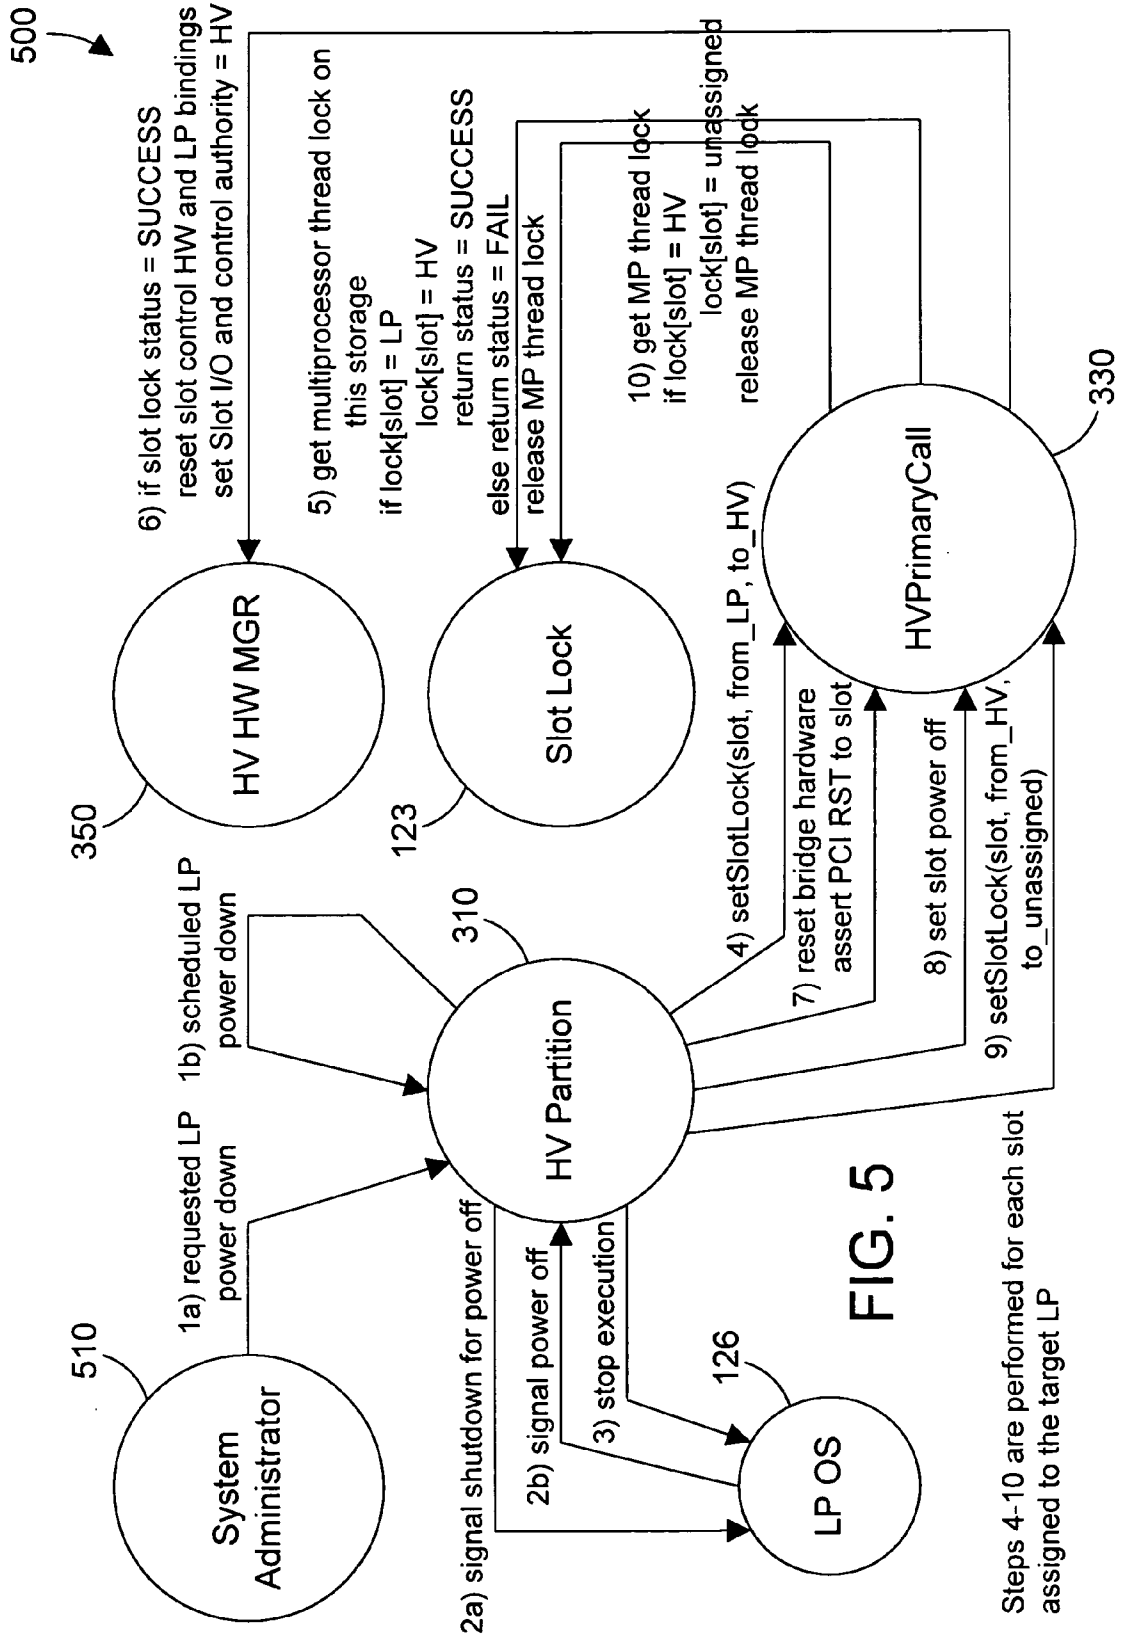 500
510
System
Administrator
1a) requested LP
power down
1b) scheduled LP
power down
350
HV HW MGR
6) if slot lock status = SUCCESS
reset slot control HW and LP bindings
set Slot I/O and control authority = HV
5) get multiprocessor thread lock on
this storage
if lock[slot] = LP
lock[slot] = HV
return status = SUCCESS
else return status = FAIL
release MP thread lock
123
Slot Lock
310
HV Partition
2a) signal shutdown for power off
2b) signal power off
3) stop execution
126
LP OS
10) get MP thread lock
if lock[slot] = HV
lock[slot] = unassigned
release MP thread lock
4) setSlotLock(slot, from_LP, to_HV)
7) reset bridge hardware
assert PCI RST to slot
8) set slot power off
9) setSlotLock(slot, from_HV,
to_unassigned)
HVPrimaryCall
330
FIG. 5
Steps 4-10 are performed for each slot
assigned to the target LP